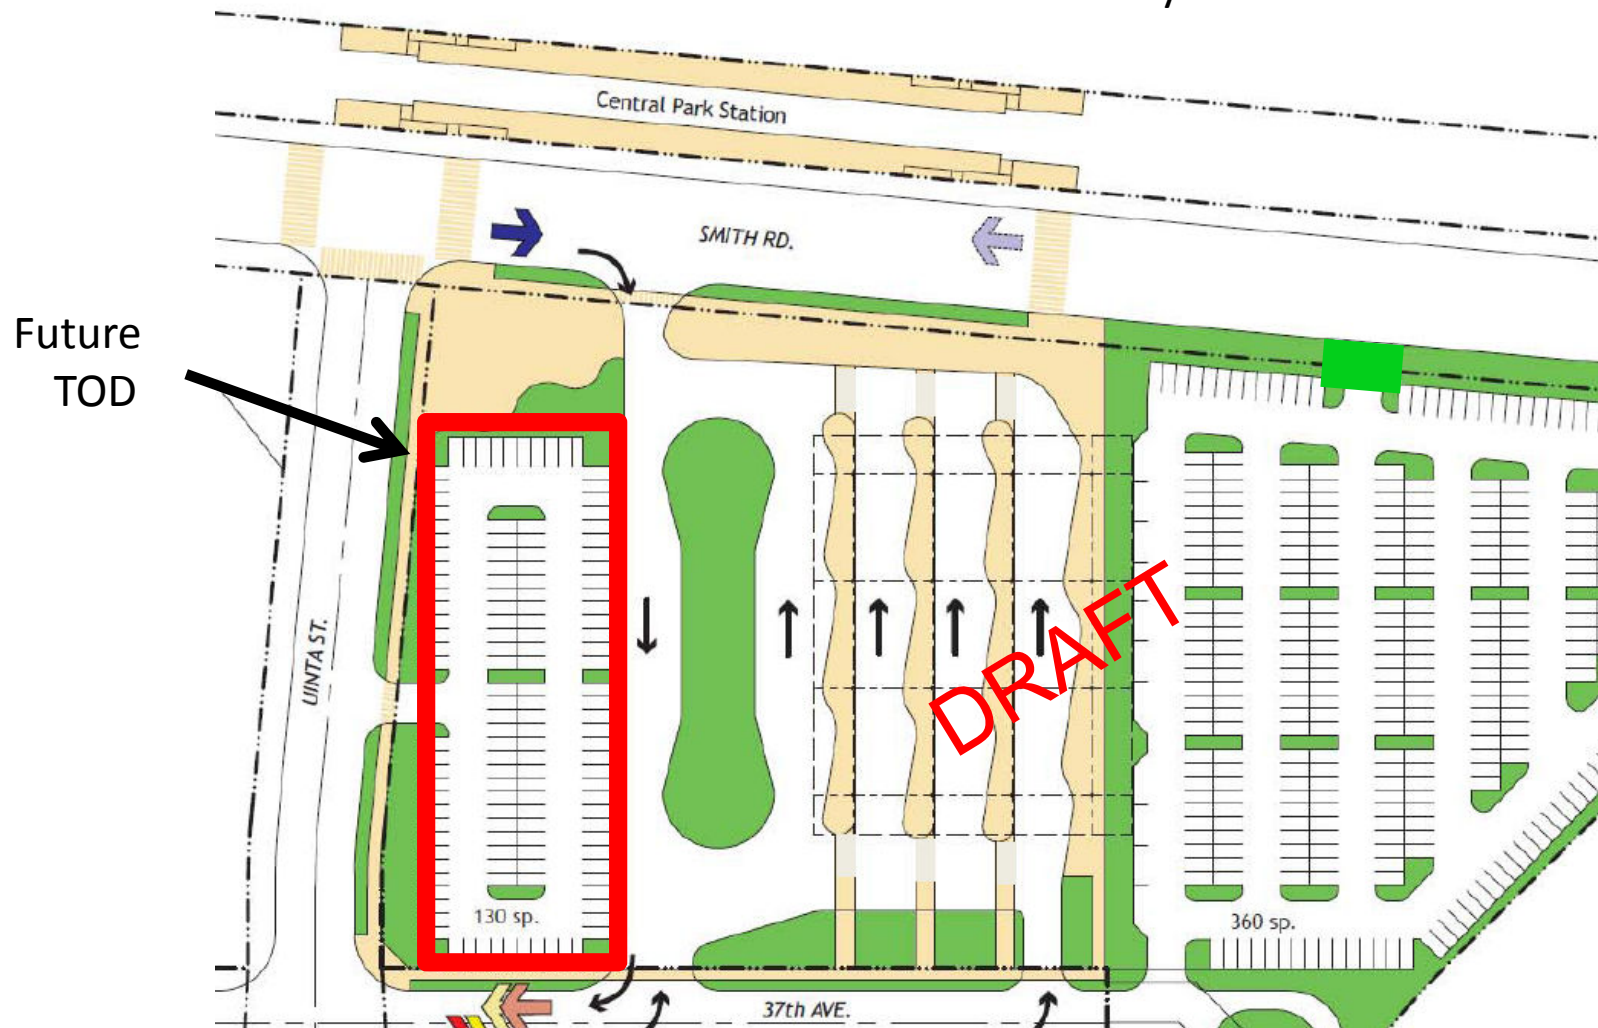 Central Park Station
SMITH RD.
Future
TOD
UINTA ST.
DRAFT
130 sp.
360 sp.
37th AVE.